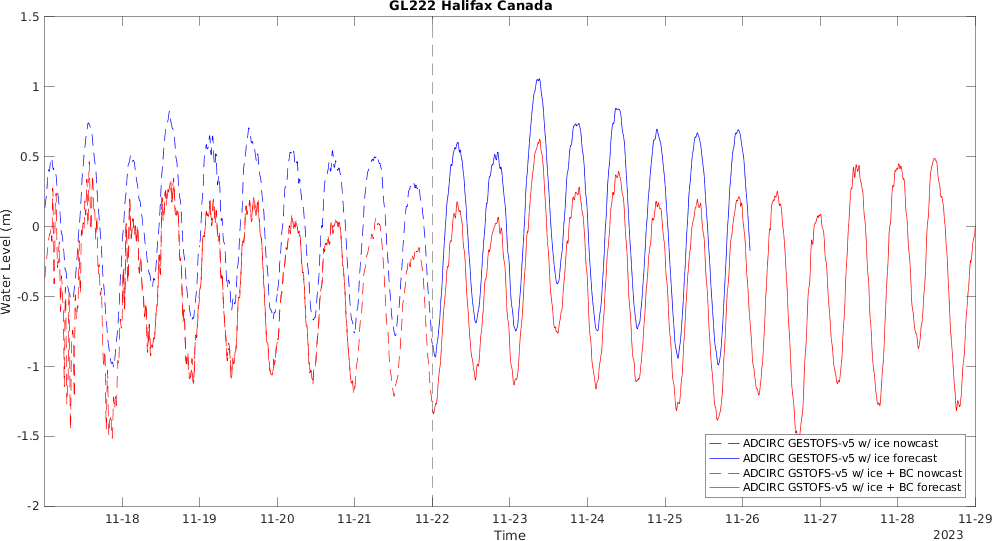 GL222 Halifax Canada
1.5
1
0.5
0
-0.5
-1
-1.5
-2
Water Level (m)
ADCIRC GESTOFS-v5 w/ ice nowcast
ADCIRC GESTOFS-v5 w/ ice forecast
ADCIRC GSTOFS-v5 w/ ice + BC nowcast
ADCIRC GSTOFS-v5 w/ ice + BC forecast
11-18 11-19 11-20 11-21 11-22 11-23 11-24 11-25 11-26 11-27 11-28 11-29
Time
2023